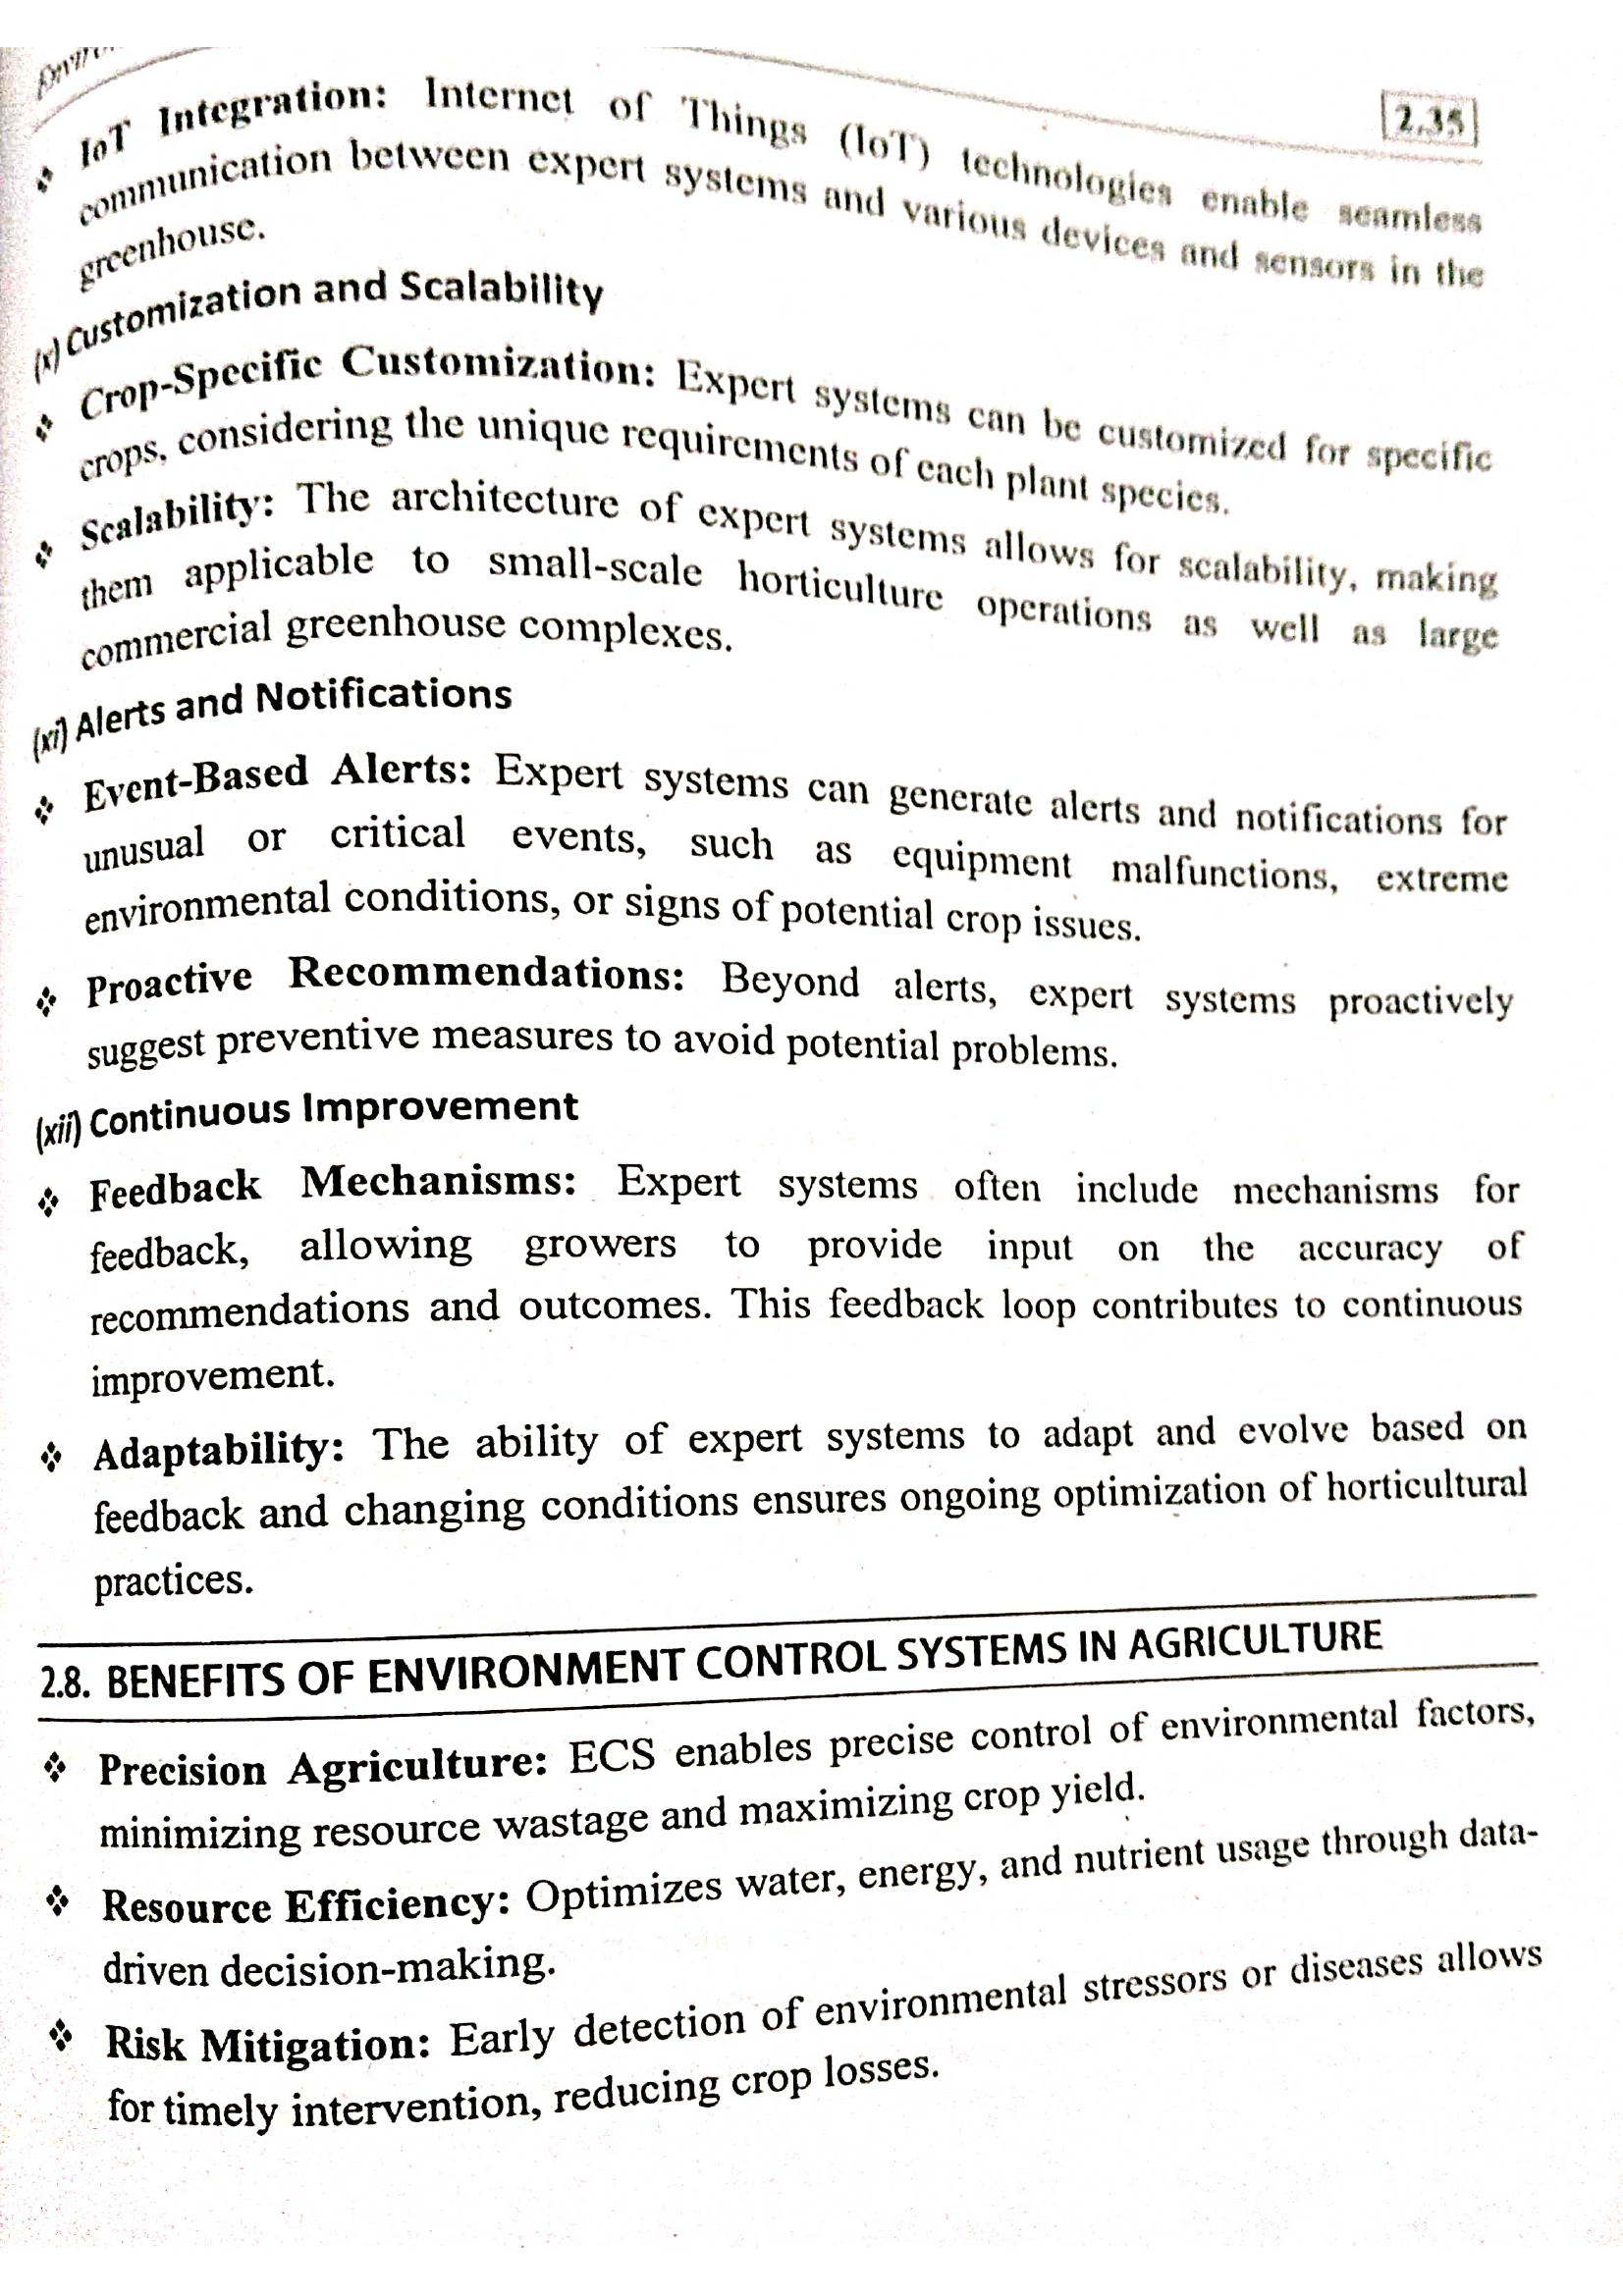 2.35
❖ IoT Integration: Internet of Things (IoT) technologies enable seamless
communication between expert systems and various devices and sensors in the
greenhouse.
(x) Customization and Scalability
❖ Crop-Specific Customization: Expert systems can be customized for specific
crops, considering the unique requirements of each plant species.
❖ Scalability: The architecture of expert systems allows for scalability, making
them applicable to small-scale horticulture operations as well as large
commercial greenhouse complexes.
(xi) Alerts and Notifications
❖ Event-Based Alerts: Expert systems can generate alerts and notifications for
unusual or critical events, such as equipment malfunctions, extreme
environmental conditions, or signs of potential crop issues.
❖ Proactive Recommendations: Beyond alerts, expert systems proactively
suggest preventive measures to avoid potential problems.
(xii) Continuous Improvement
❖ Feedback Mechanisms: Expert systems often include mechanisms for
feedback, allowing growers to provide input on the accuracy of
recommendations and outcomes. This feedback loop contributes to continuous
improvement.
❖ Adaptability: The ability of expert systems to adapt and evolve based on
feedback and changing conditions ensures ongoing optimization of horticultural
practices.
2.8. BENEFITS OF ENVIRONMENT CONTROL SYSTEMS IN AGRICULTURE
❖ Precision Agriculture: ECS enables precise control of environmental factors,
minimizing resource wastage and maximizing crop yield.
❖ Resource Efficiency: Optimizes water, energy, and nutrient usage through data-
driven decision-making.
❖ Risk Mitigation: Early detection of environmental stressors or diseases allows
for timely intervention, reducing crop losses.